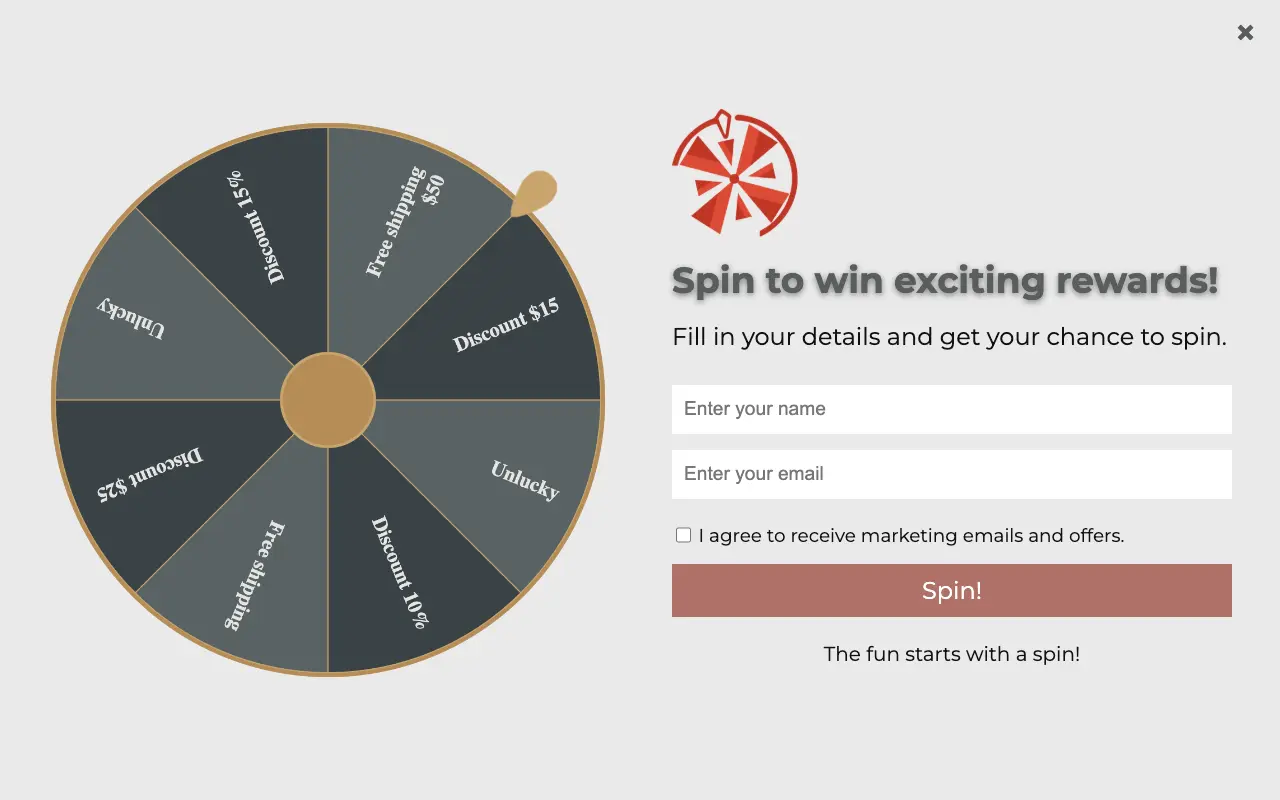 Free shipping
$50
Discount $15
Unlucky
Discount 10%
Free shipping
Discount $25
Unlucky
Discount 15%
Spin to win exciting rewards!
Fill in your details and get your chance to spin.
Enter your name
Enter your email
I agree to receive marketing emails and offers.
Spin!
The fun starts with a spin!